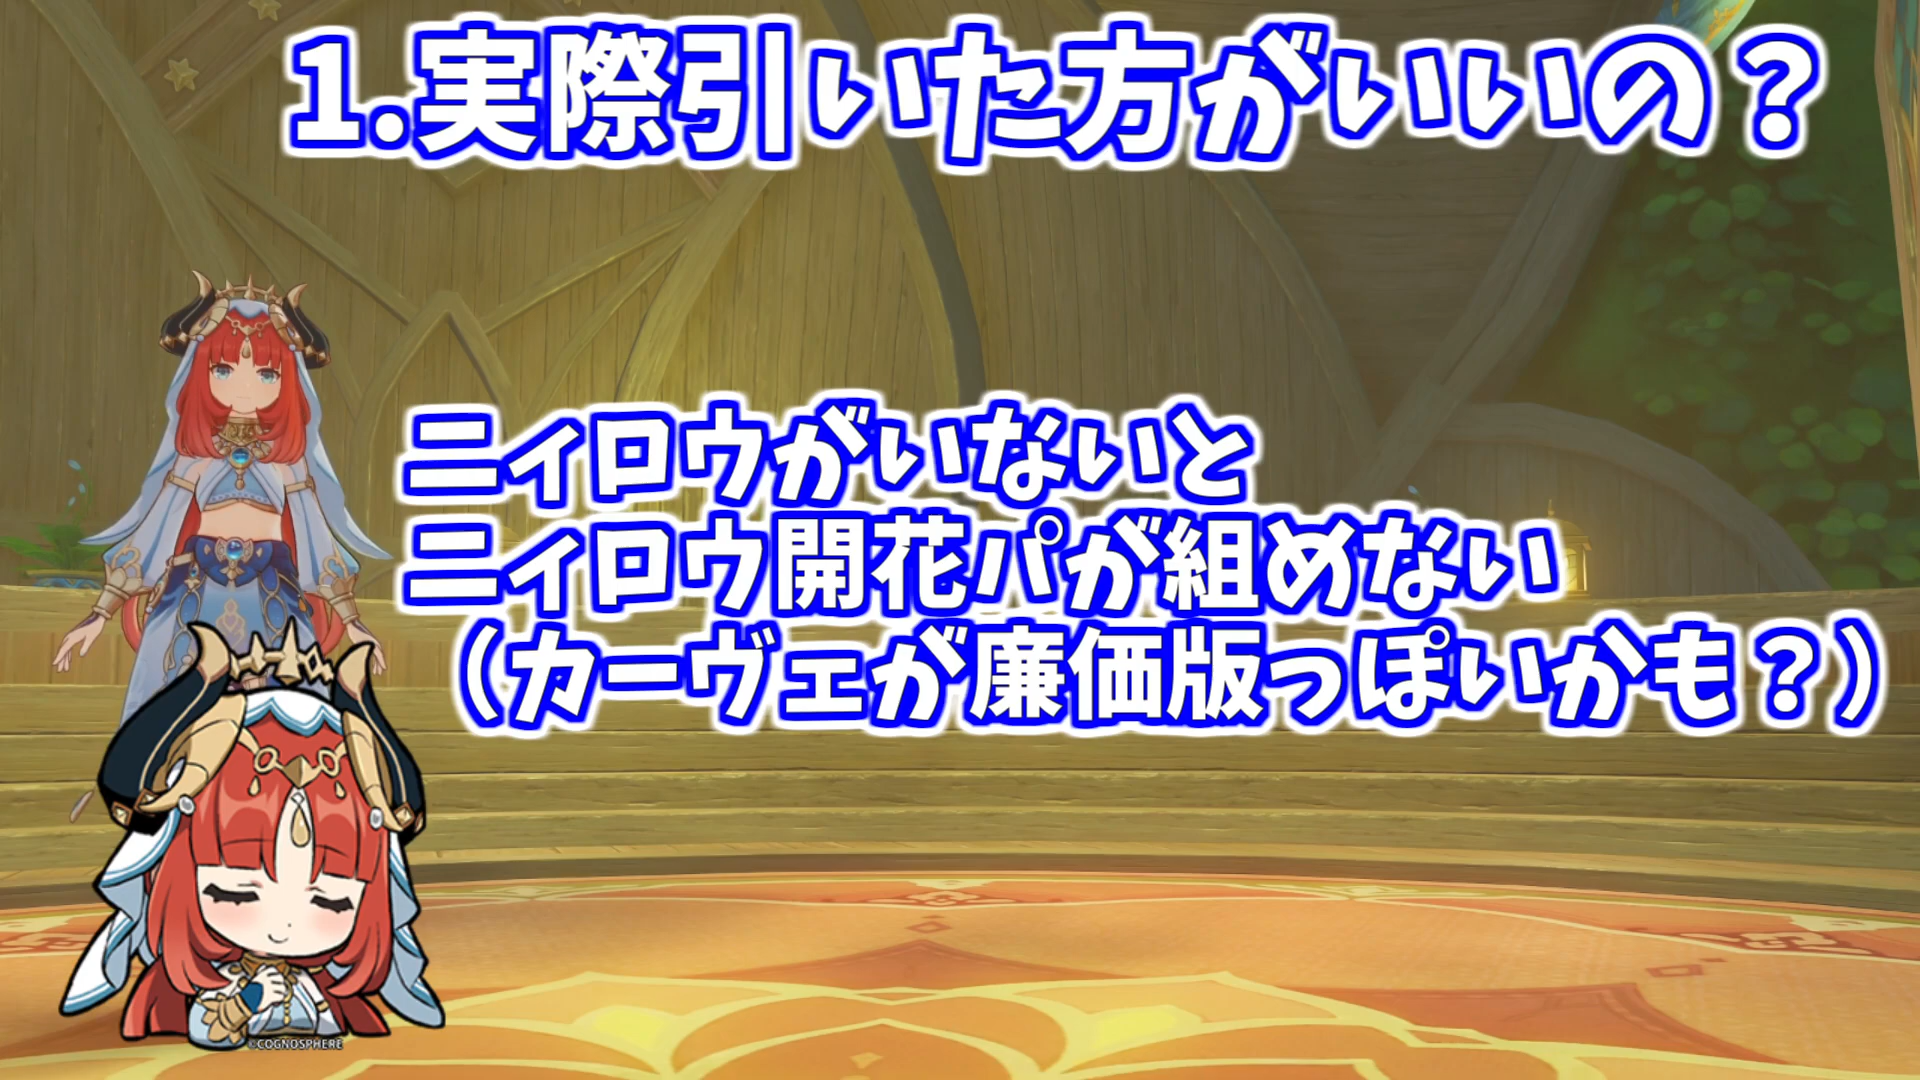 1.実際引いた方がいいの？
ニィロウがいないと
ニィロウ開花パが組めない
（カーヴェが廉価版っぽいかも？）
©COGNOSPHERE